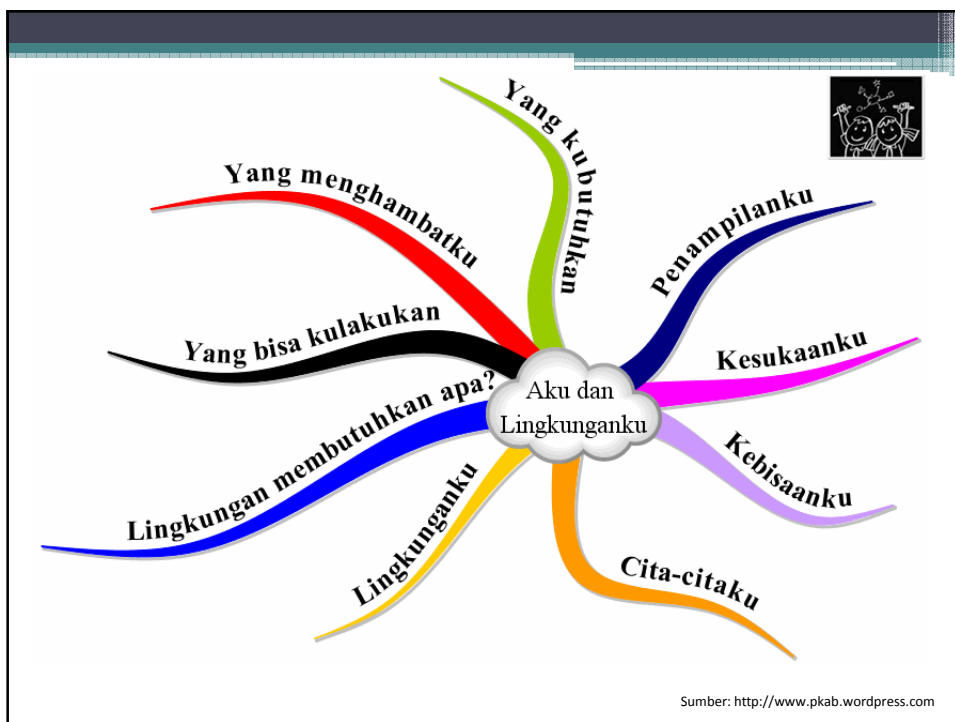 Yang kubutuhkan
Penampilanku
Kesukaanku
Kebisaanku
Cita-citaku
Lingkunganku
Lingkungan membutuhkan apa?
Yang bisa kulakukan
Yang menghambatku
Aku dan
Lingkunganku
Sumber: http://www.pkab.wordpress.com